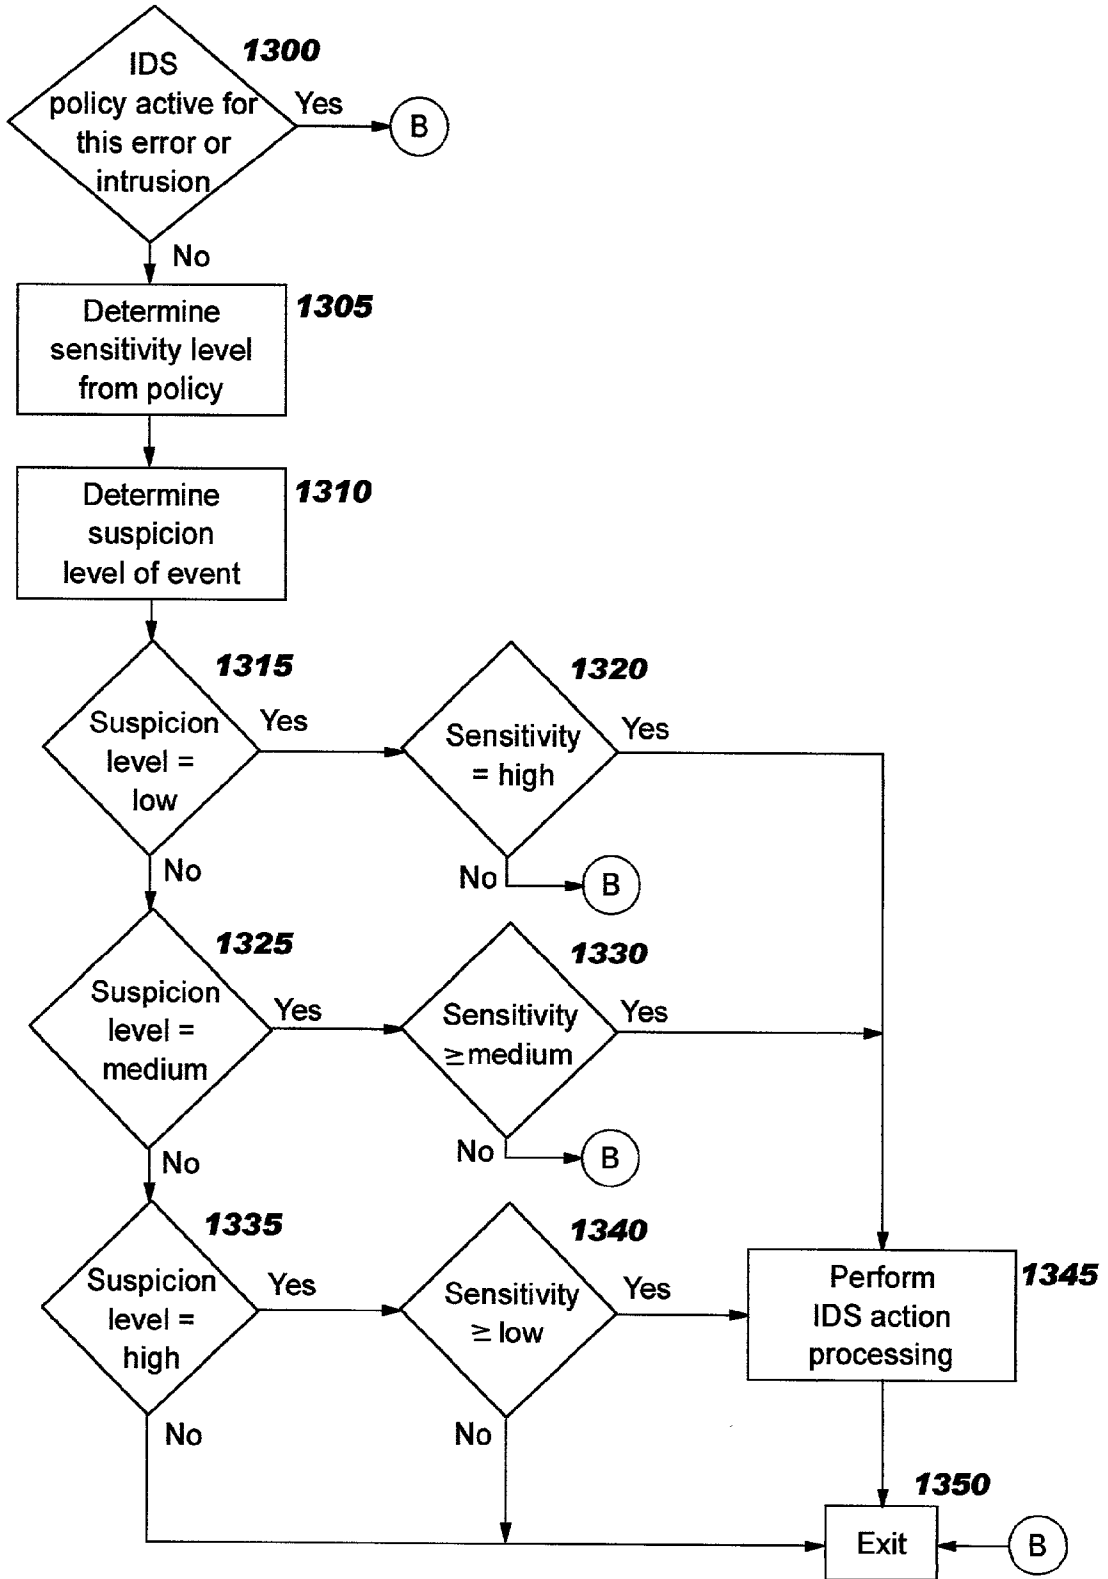 1300
IDS
policy active for
this error or
intrusion
Yes
B
No
1305
Determine
sensitivity level
from policy
1310
Determine
suspicion
level of event
1315
Suspicion
level =
low
Yes
1320
Sensitivity
= high
Yes
No
No
B
1325
Suspicion
level =
medium
Yes
1330
Sensitivity
≥ medium
Yes
No
No
B
1335
Suspicion
level =
high
Yes
1340
Sensitivity
≥ low
Yes
1345
Perform
IDS action
processing
No
No
1350
Exit
B